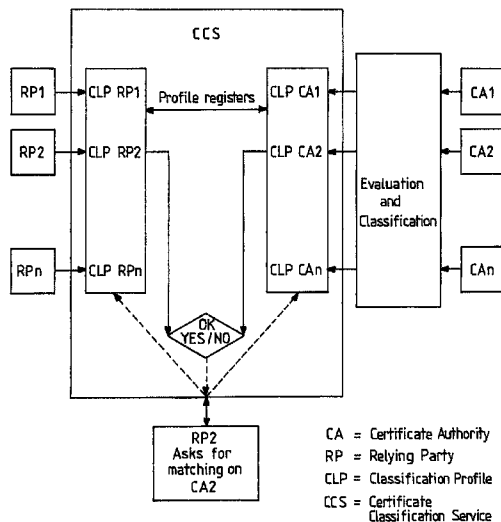 CCS
RP1
CLP RP1
Profile registers
CLP CA1
CA1
RP2
CLP RP2
CLP CA2
CA2
Evaluation
and
Classification
RPn
CLP RPn
CLP CAn
CAn
OK
YES/NO
RP2
Asks for
matching on
CA2
CA = Certificate Authority
RP = Relying Party
CLP = Classification Profile
CCS = Certificate
Classification Service